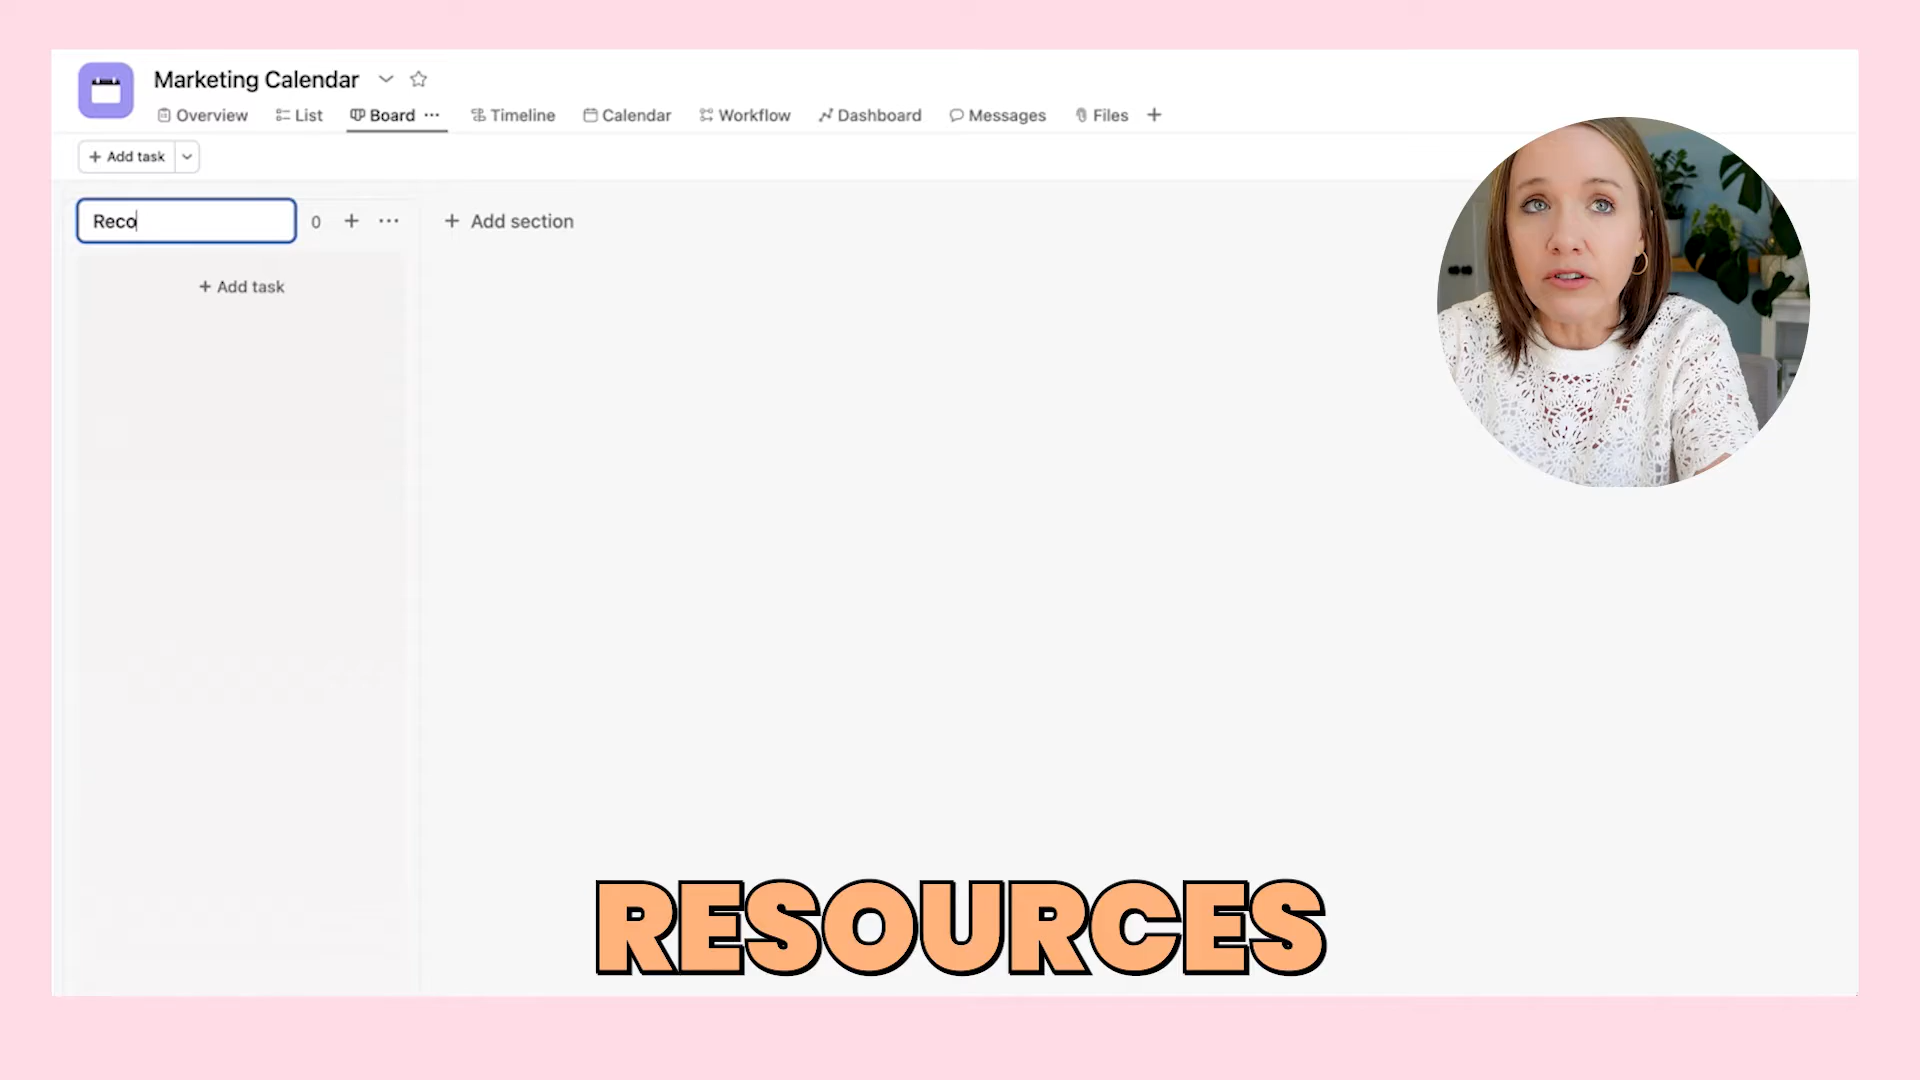 Marketing Calendar
Overview List Board ... Timeline Calendar Workflow Dashboard Messages Files +
+ Add task
Reco 0 + ... + Add section
+ Add task
RESOURCES